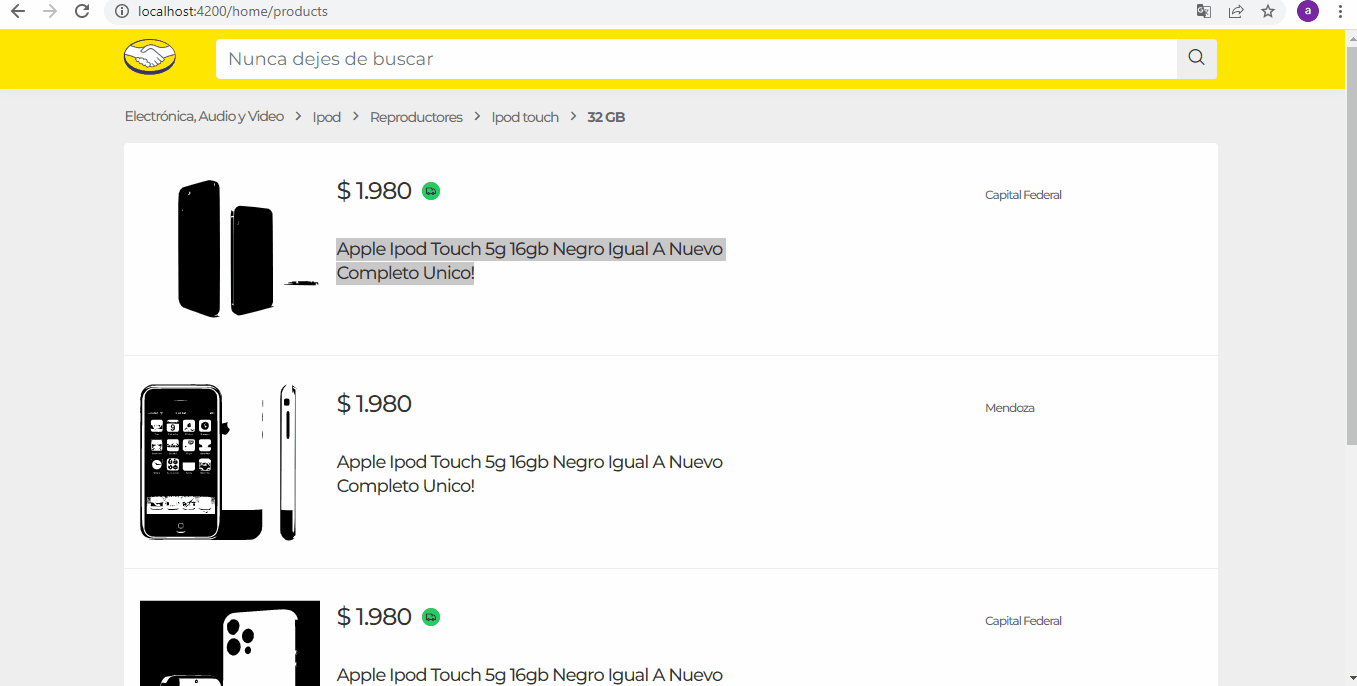 localhost:4200/home/products
a
Nunca dejes de buscar
Electrónica, Audio y Video > Ipod > Reproductores > Ipod touch > 32 GB
$ 1.980
Capital Federal
Apple Ipod Touch 5g 16gb Negro Igual A Nuevo
Completo Unico!
$ 1.980
Mendoza
Apple Ipod Touch 5g 16gb Negro Igual A Nuevo
Completo Unico!
$ 1.980
Capital Federal
Apple Ipod Touch 5g 16gb Negro Igual A Nuevo